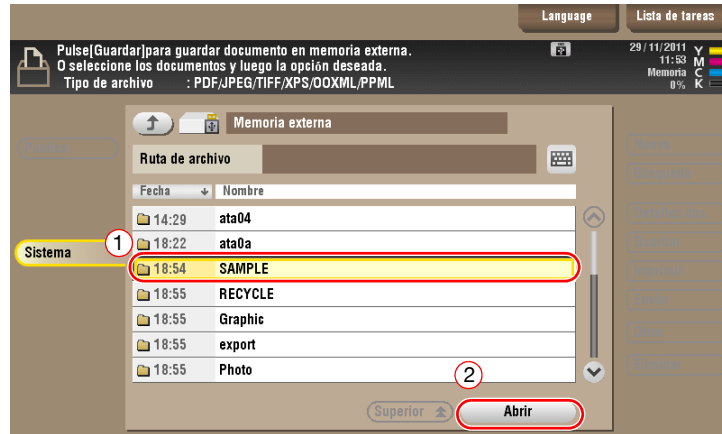 Language
Lista de tareas
Pulse[Guardar]para guardar documento en memoria externa.
O seleccione los documentos y luego la opción deseada.
Tipo de archivo : PDF/JPEG/TIFF/XPS/OOXML/PPML
29/11/2011
11:53
Memoria
0%
Y
M
C
K
Memoria externa
Ruta de archivo
Fecha Nombre
14:29 ata04
18:22 ata0a
1
Sistema
18:54 SAMPLE
18:55 RECYCLE
18:55 Graphic
18:55 export
18:55 Photo
2
Superior
Abrir